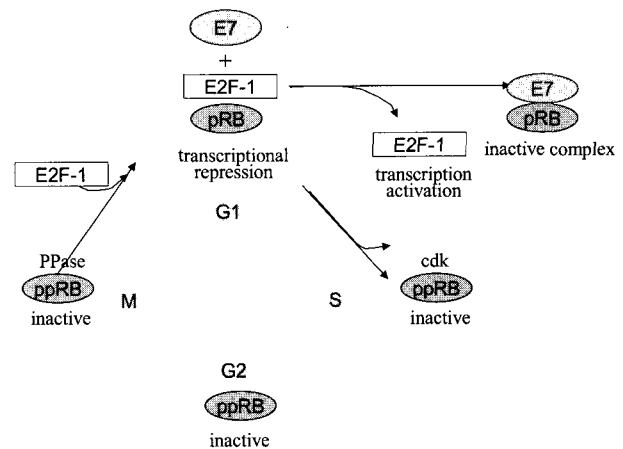 E7
+
E2F-1
pRB
transcriptional
repression
G1
E7
pRB
inactive complex
E2F-1
transcription
activation
E2F-1
PPase
ppRB
inactive
M
S
cdk
ppRB
inactive
G2
ppRB
inactive